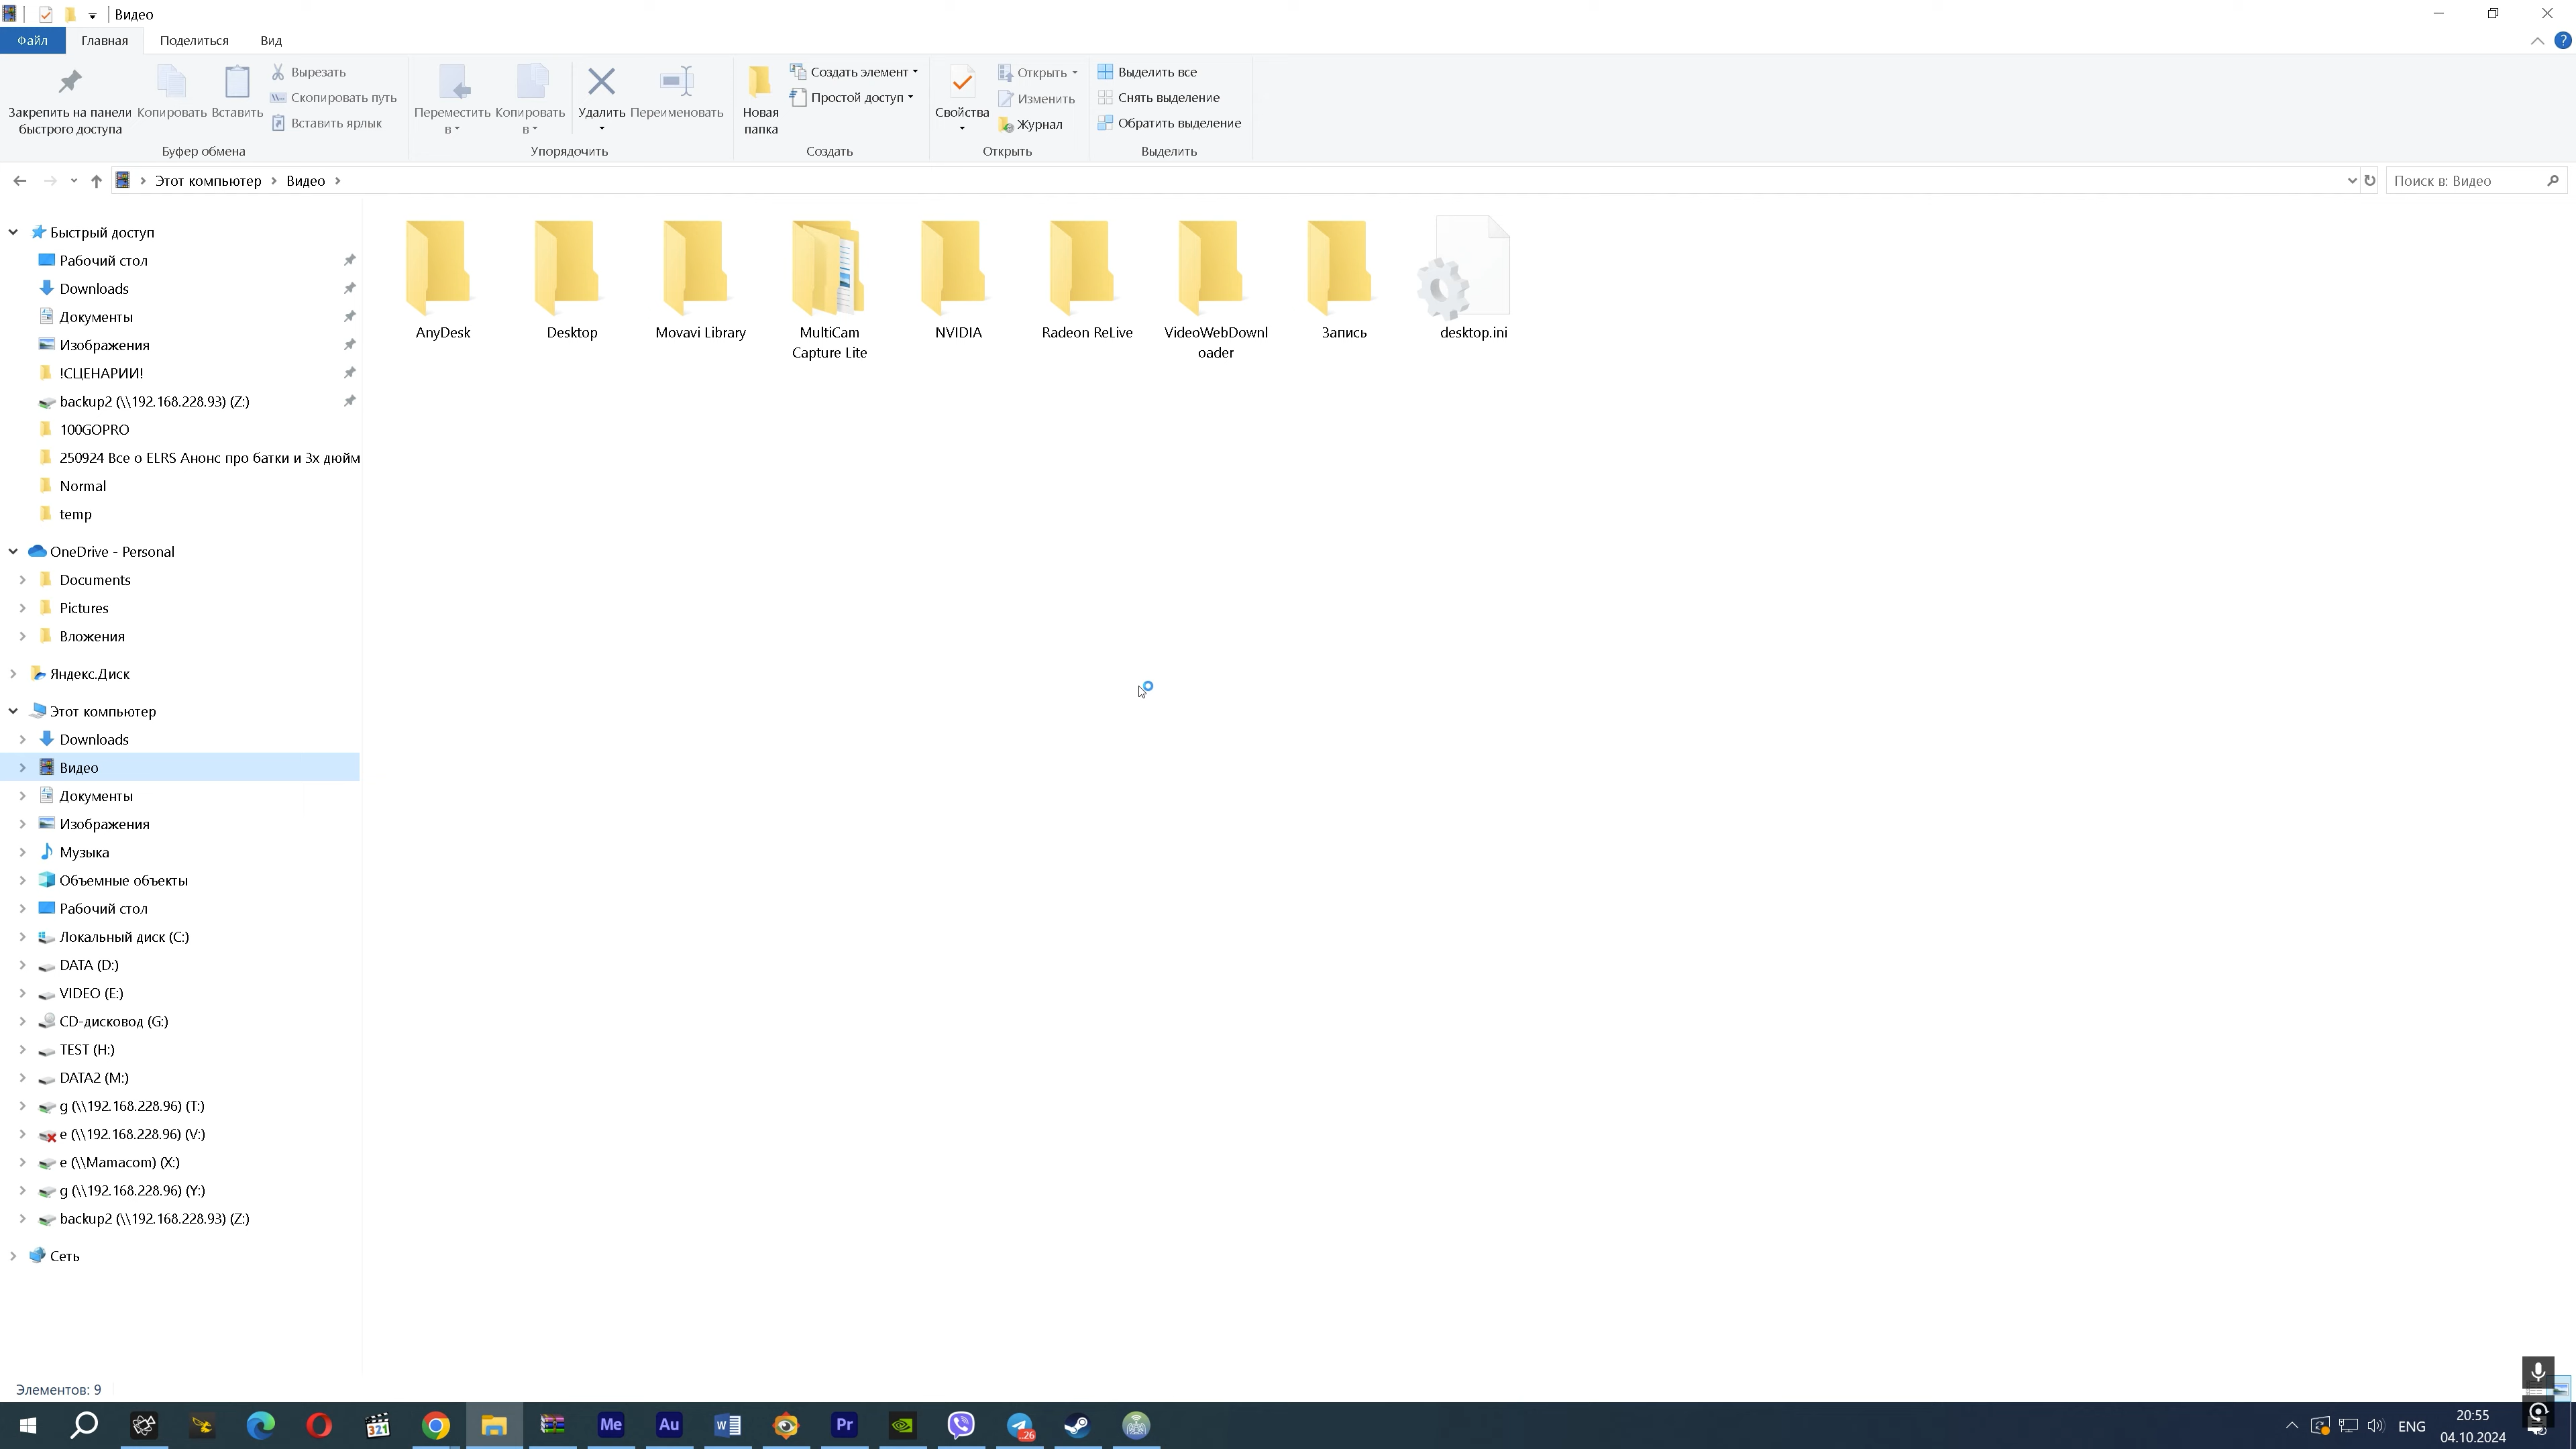 Видео
Файл
Главная
Поделиться
Вид
Закрепить на панели
быстрого доступа
Копировать
Вставить
Вырезать
Скопировать путь
Вставить ярлык
Буфер обмена
Переместить
в
Копировать
в
Удалить
Переименовать
Упорядочить
Новая
папка
Создать элемент
Простой доступ
Создать
Свойства
Открыть
Изменить
Журнал
Открыть
Выделить все
Снять выделение
Обратить выделение
Выделить
Этот компьютер
Видео
Поиск в: Видео
Быстрый доступ
Рабочий стол
Downloads
Документы
Изображения
!СЦЕНАРИИ!
backup2 (\\192.168.228.93) (Z:)
100GOPRO
250924 Все о ELRS Анонс про батки и 3х дюйм
Normal
temp
OneDrive - Personal
Documents
Pictures
Вложения
Яндекс.Диск
Этот компьютер
Downloads
Видео
Документы
Изображения
Музыка
Объемные объекты
Рабочий стол
Локальный диск (C:)
DATA (D:)
VIDEO (E:)
CD-дисковод (G:)
TEST (H:)
DATA2 (M:)
g (\\192.168.228.96) (T:)
e (\\192.168.228.96) (V:)
e (\\Mamacom) (X:)
g (\\192.168.228.96) (Y:)
backup2 (\\192.168.228.93) (Z:)
Сеть
AnyDesk
Desktop
Movavi Library
MultiCam
Capture Lite
NVIDIA
Radeon ReLive
VideoWebDownl
oader
Запись
desktop.ini
Элементов: 9
321
Me
Au
W
Pr
26
ENG
20:55
04.10.2024